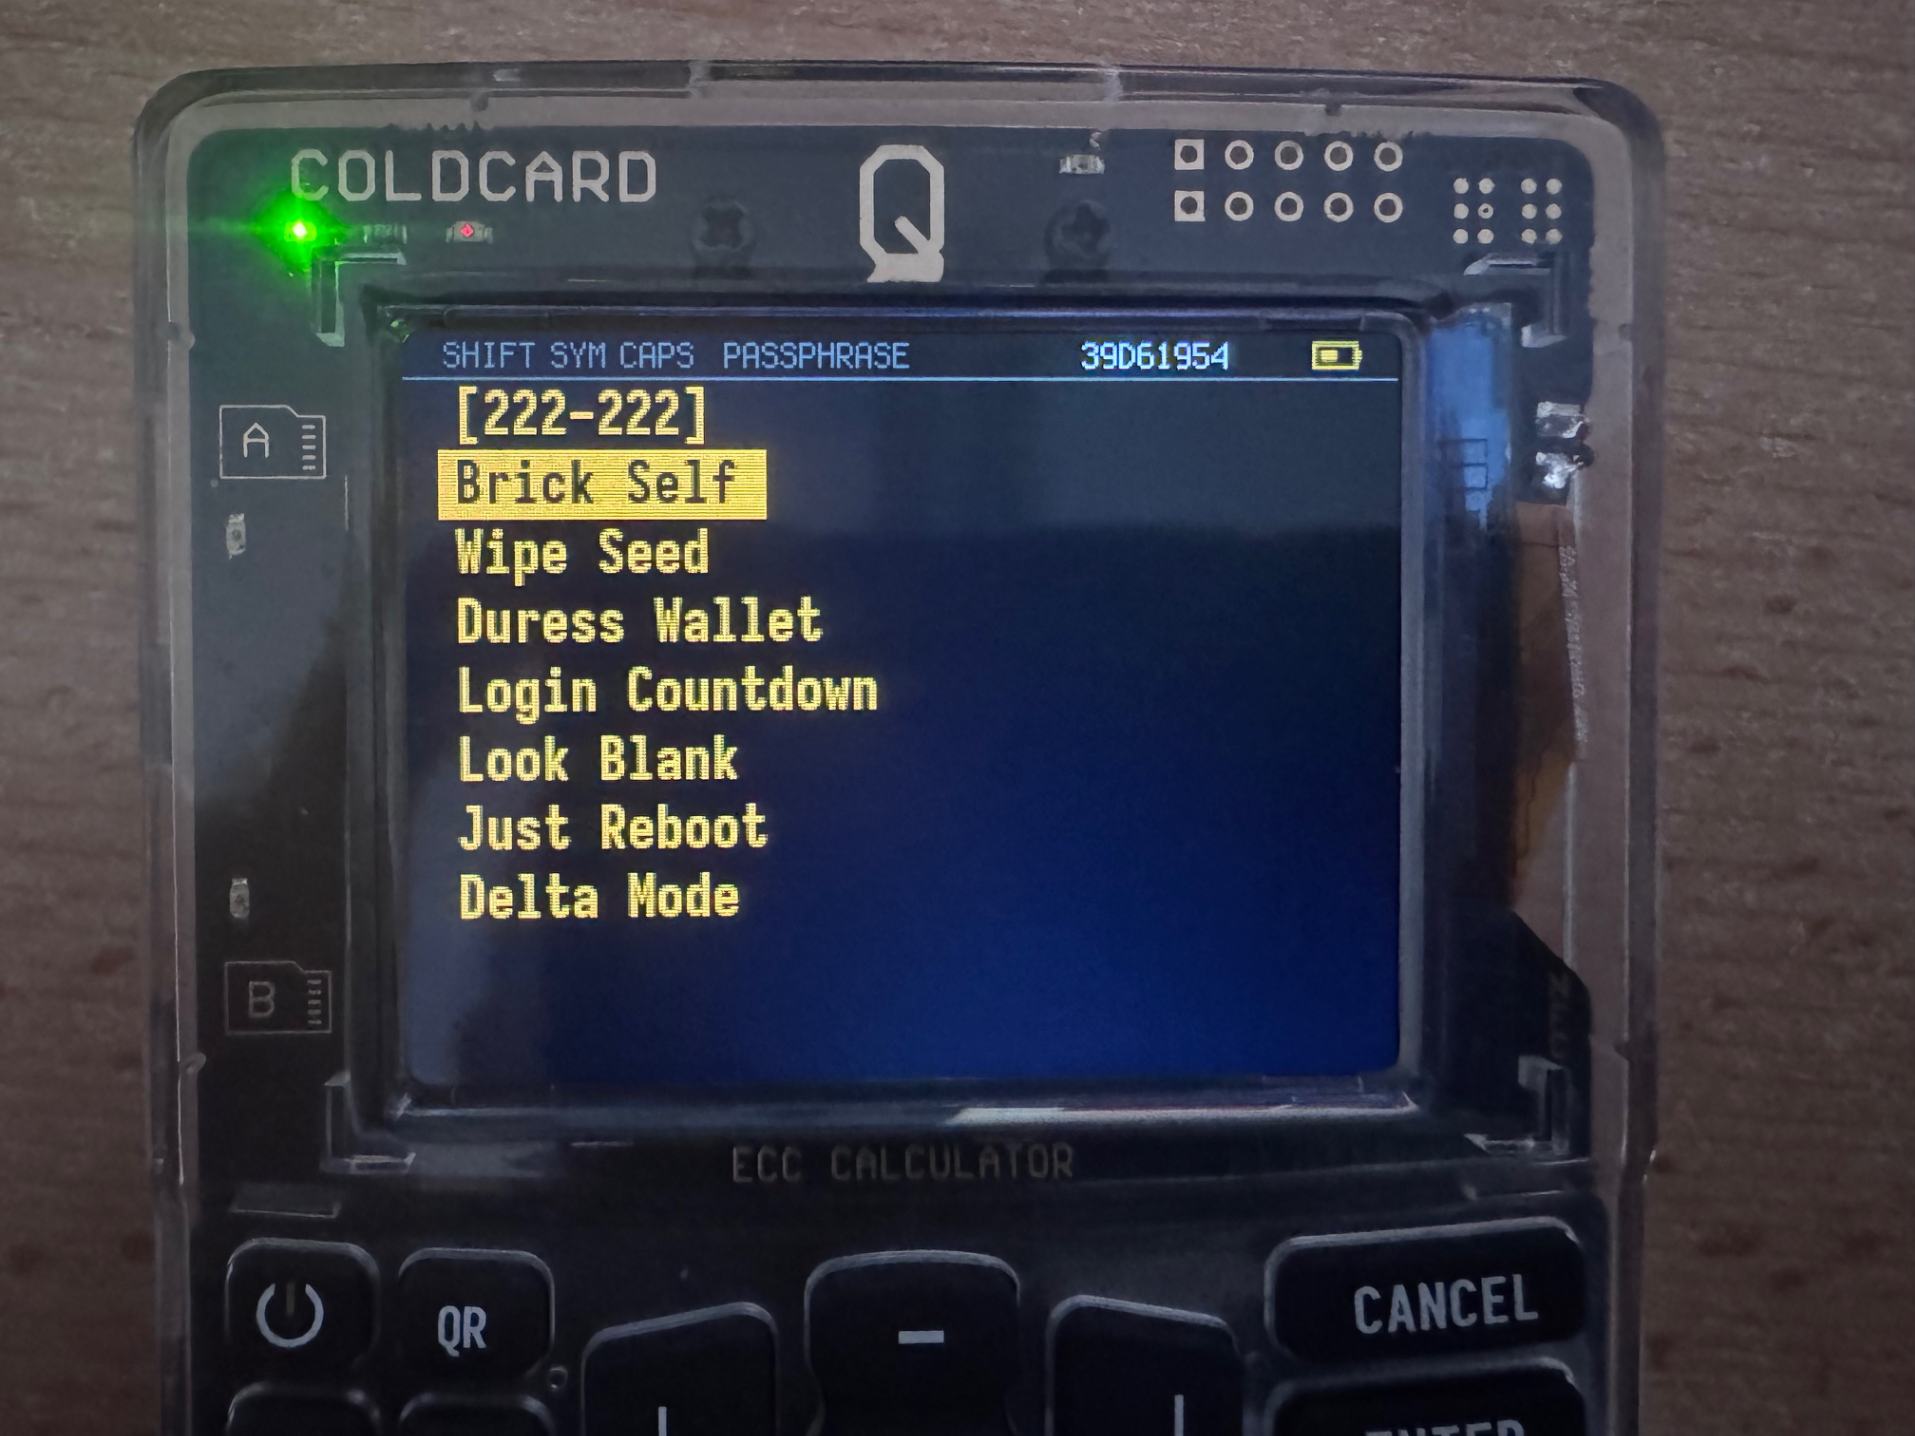 COLDCARD
Q
SHIFT SYM CAPS PASSPHRASE 39D61954
[222-222]
Brick Self
Wipe Seed
Duress Wallet
Login Countdown
Look Blank
Just Reboot
Delta Mode
A
B
ECC CALCULATOR
QR
CANCEL
ENTER